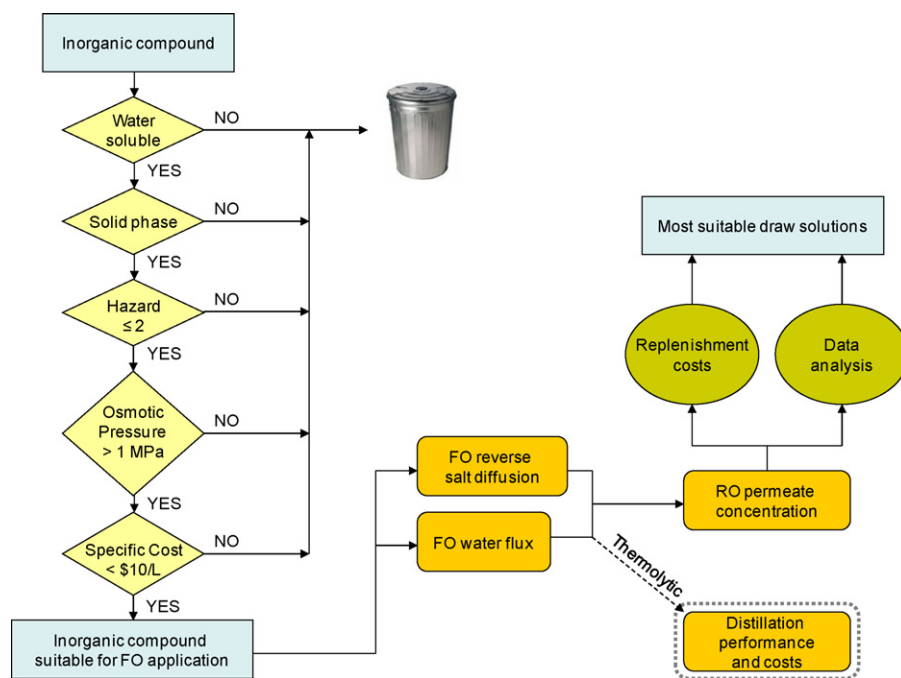 Inorganic compound
Water
soluble
NO
YES
Solid phase
NO
YES
Hazard
≤ 2
NO
YES
Osmotic
Pressure
> 1 MPa
NO
YES
Specific Cost
< $10/L
NO
YES
Inorganic compound
suitable for FO application
FO reverse
salt diffusion
FO water flux
Thermolytic
Distillation
performance
and costs
RO permeate
concentration
Replenishment
costs
Data
analysis
Most suitable draw solutions